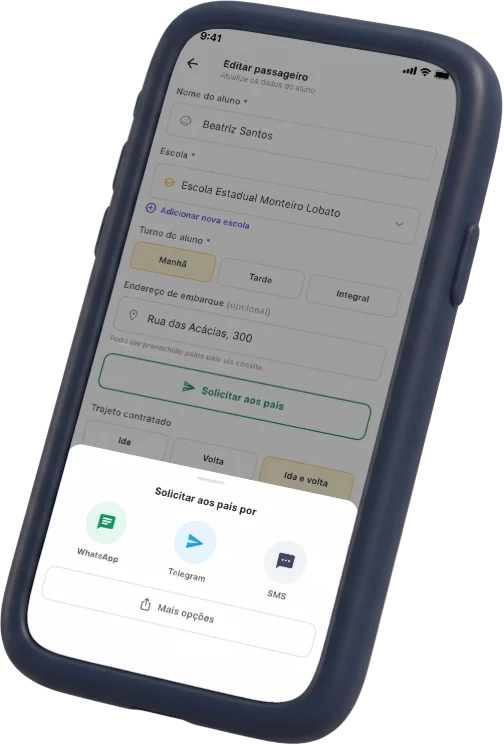 9:41
Editar passageiro
Atualize os dados do aluno
Nome do aluno *
Beatriz Santos
Escola *
Escola Estadual Monteiro Lobato
Adicionar nova escola
Turno do aluno *
Manhã
Tarde
Integral
Endereço de embarque (opcional)
Rua das Acácias, 300
Pode ser preenchido pelos pais via convite.
Solicitar aos pais
Trajeto contratado
Ida
Volta
Ida e volta
Solicitar aos pais por
WhatsApp
Telegram
SMS
Mais opções